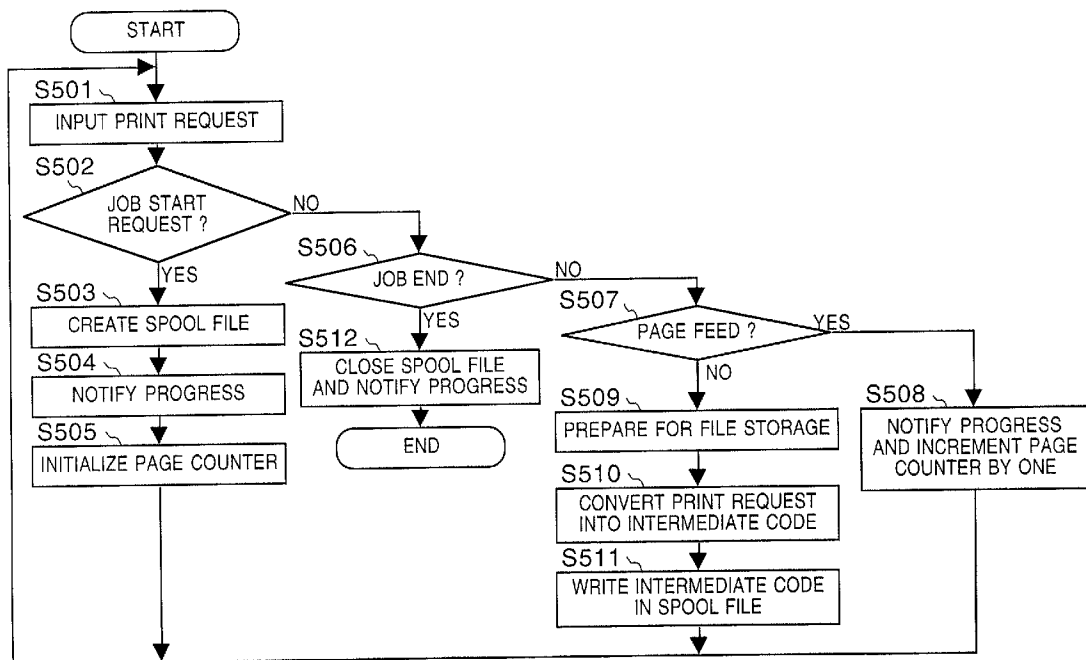 START
S501
INPUT PRINT REQUEST
S502
JOB START
REQUEST ?
NO
YES
S503
CREATE SPOOL FILE
S504
NOTIFY PROGRESS
S505
INITIALIZE PAGE COUNTER
S506
JOB END ?
NO
YES
S512
CLOSE SPOOL FILE
AND NOTIFY PROGRESS
END
S507
PAGE FEED ?
YES
NO
S509
PREPARE FOR FILE STORAGE
S510
CONVERT PRINT REQUEST
INTO INTERMEDIATE CODE
S511
WRITE INTERMEDIATE CODE
IN SPOOL FILE
S508
NOTIFY PROGRESS
AND INCREMENT PAGE
COUNTER BY ONE